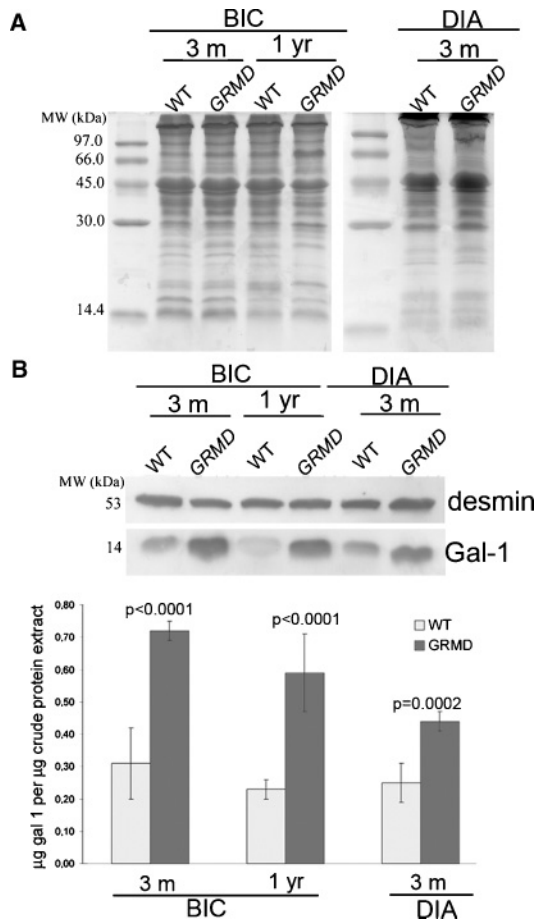 A
BIC
DIA
3 m
1 yr
3 m
WT
GRMD
WT
GRMD
WT
GRMD
MW (kDa)
97.0
66.0
45.0
30.0
14.4
B
BIC
DIA
3 m
1 yr
3 m
WT
GRMD
WT
GRMD
WT
GRMD
MW (kDa)
53
desmin
14
Gal-1
0,80
0,70
0,60
0,50
0,40
0,30
0,20
0,10
0,00
µg gal 1 per µg crude protein extract
p<0.0001
p<0.0001
p=0.0002
WT
GRMD
3 m
1 yr
3 m
BIC
DIA